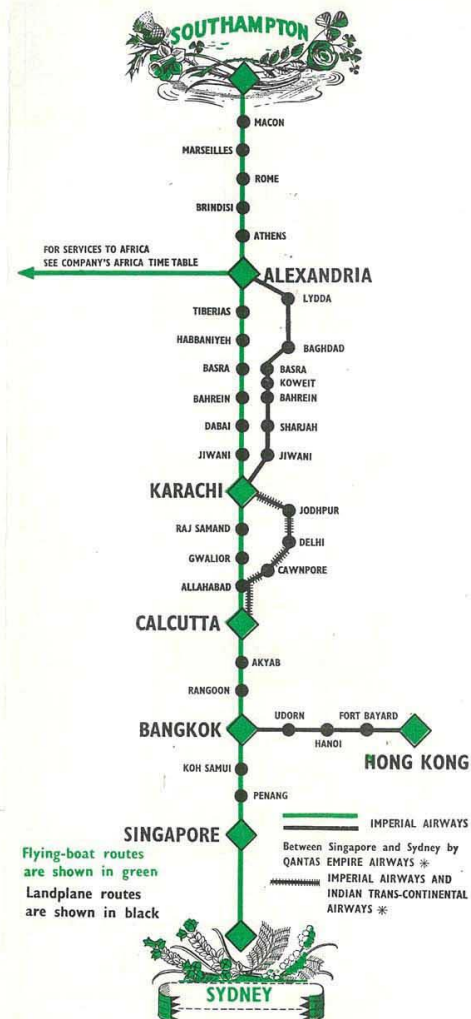 SOUTHAMPTON
MACON
MARSEILLES
ROME
BRINDISI
ATHENS
FOR SERVICES TO AFRICA
SEE COMPANY'S AFRICA TIME TABLE
ALEXANDRIA
LYDDA
TIBERIAS
HABBANIYEH
BAGHDAD
BASRA
BASRA
KOWEIT
BAHREIN
BAHREIN
DABAI
SHARJAH
JIWANI
JIWANI
KARACHI
JODHPUR
RAJ SAMAND
DELHI
GWALIOR
CAWNPORE
ALLAHABAD
CALCUTTA
AKYAB
RANGOON
BANGKOK
UDORN
HANOI
FORT BAYARD
HONG KONG
KOH SAMUI
PENANG
SINGAPORE
IMPERIAL AIRWAYS
Between Singapore and Sydney by
QANTAS EMPIRE AIRWAYS ✳
IMPERIAL AIRWAYS AND
INDIAN TRANS-CONTINENTAL
AIRWAYS ✳
Flying-boat routes
are shown in green
Landplane routes
are shown in black
SYDNEY